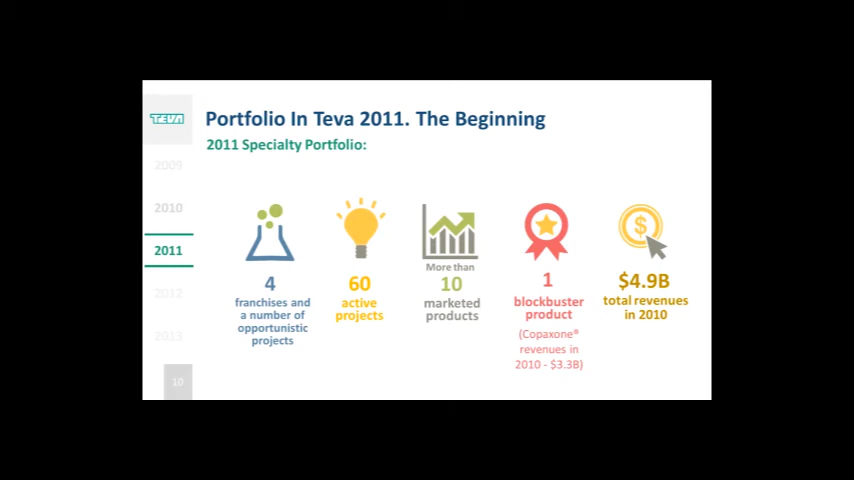 TEVA
Portfolio In Teva 2011. The Beginning
2011 Specialty Portfolio:
2009
2010
2011
2012
2013
10
4
franchises and
a number of
opportunistic
projects
60
active
projects
More than
10
marketed
products
1
blockbuster
product
(Copaxone®
revenues in
2010 - $3.3B)
$
$4.9B
total revenues
in 2010